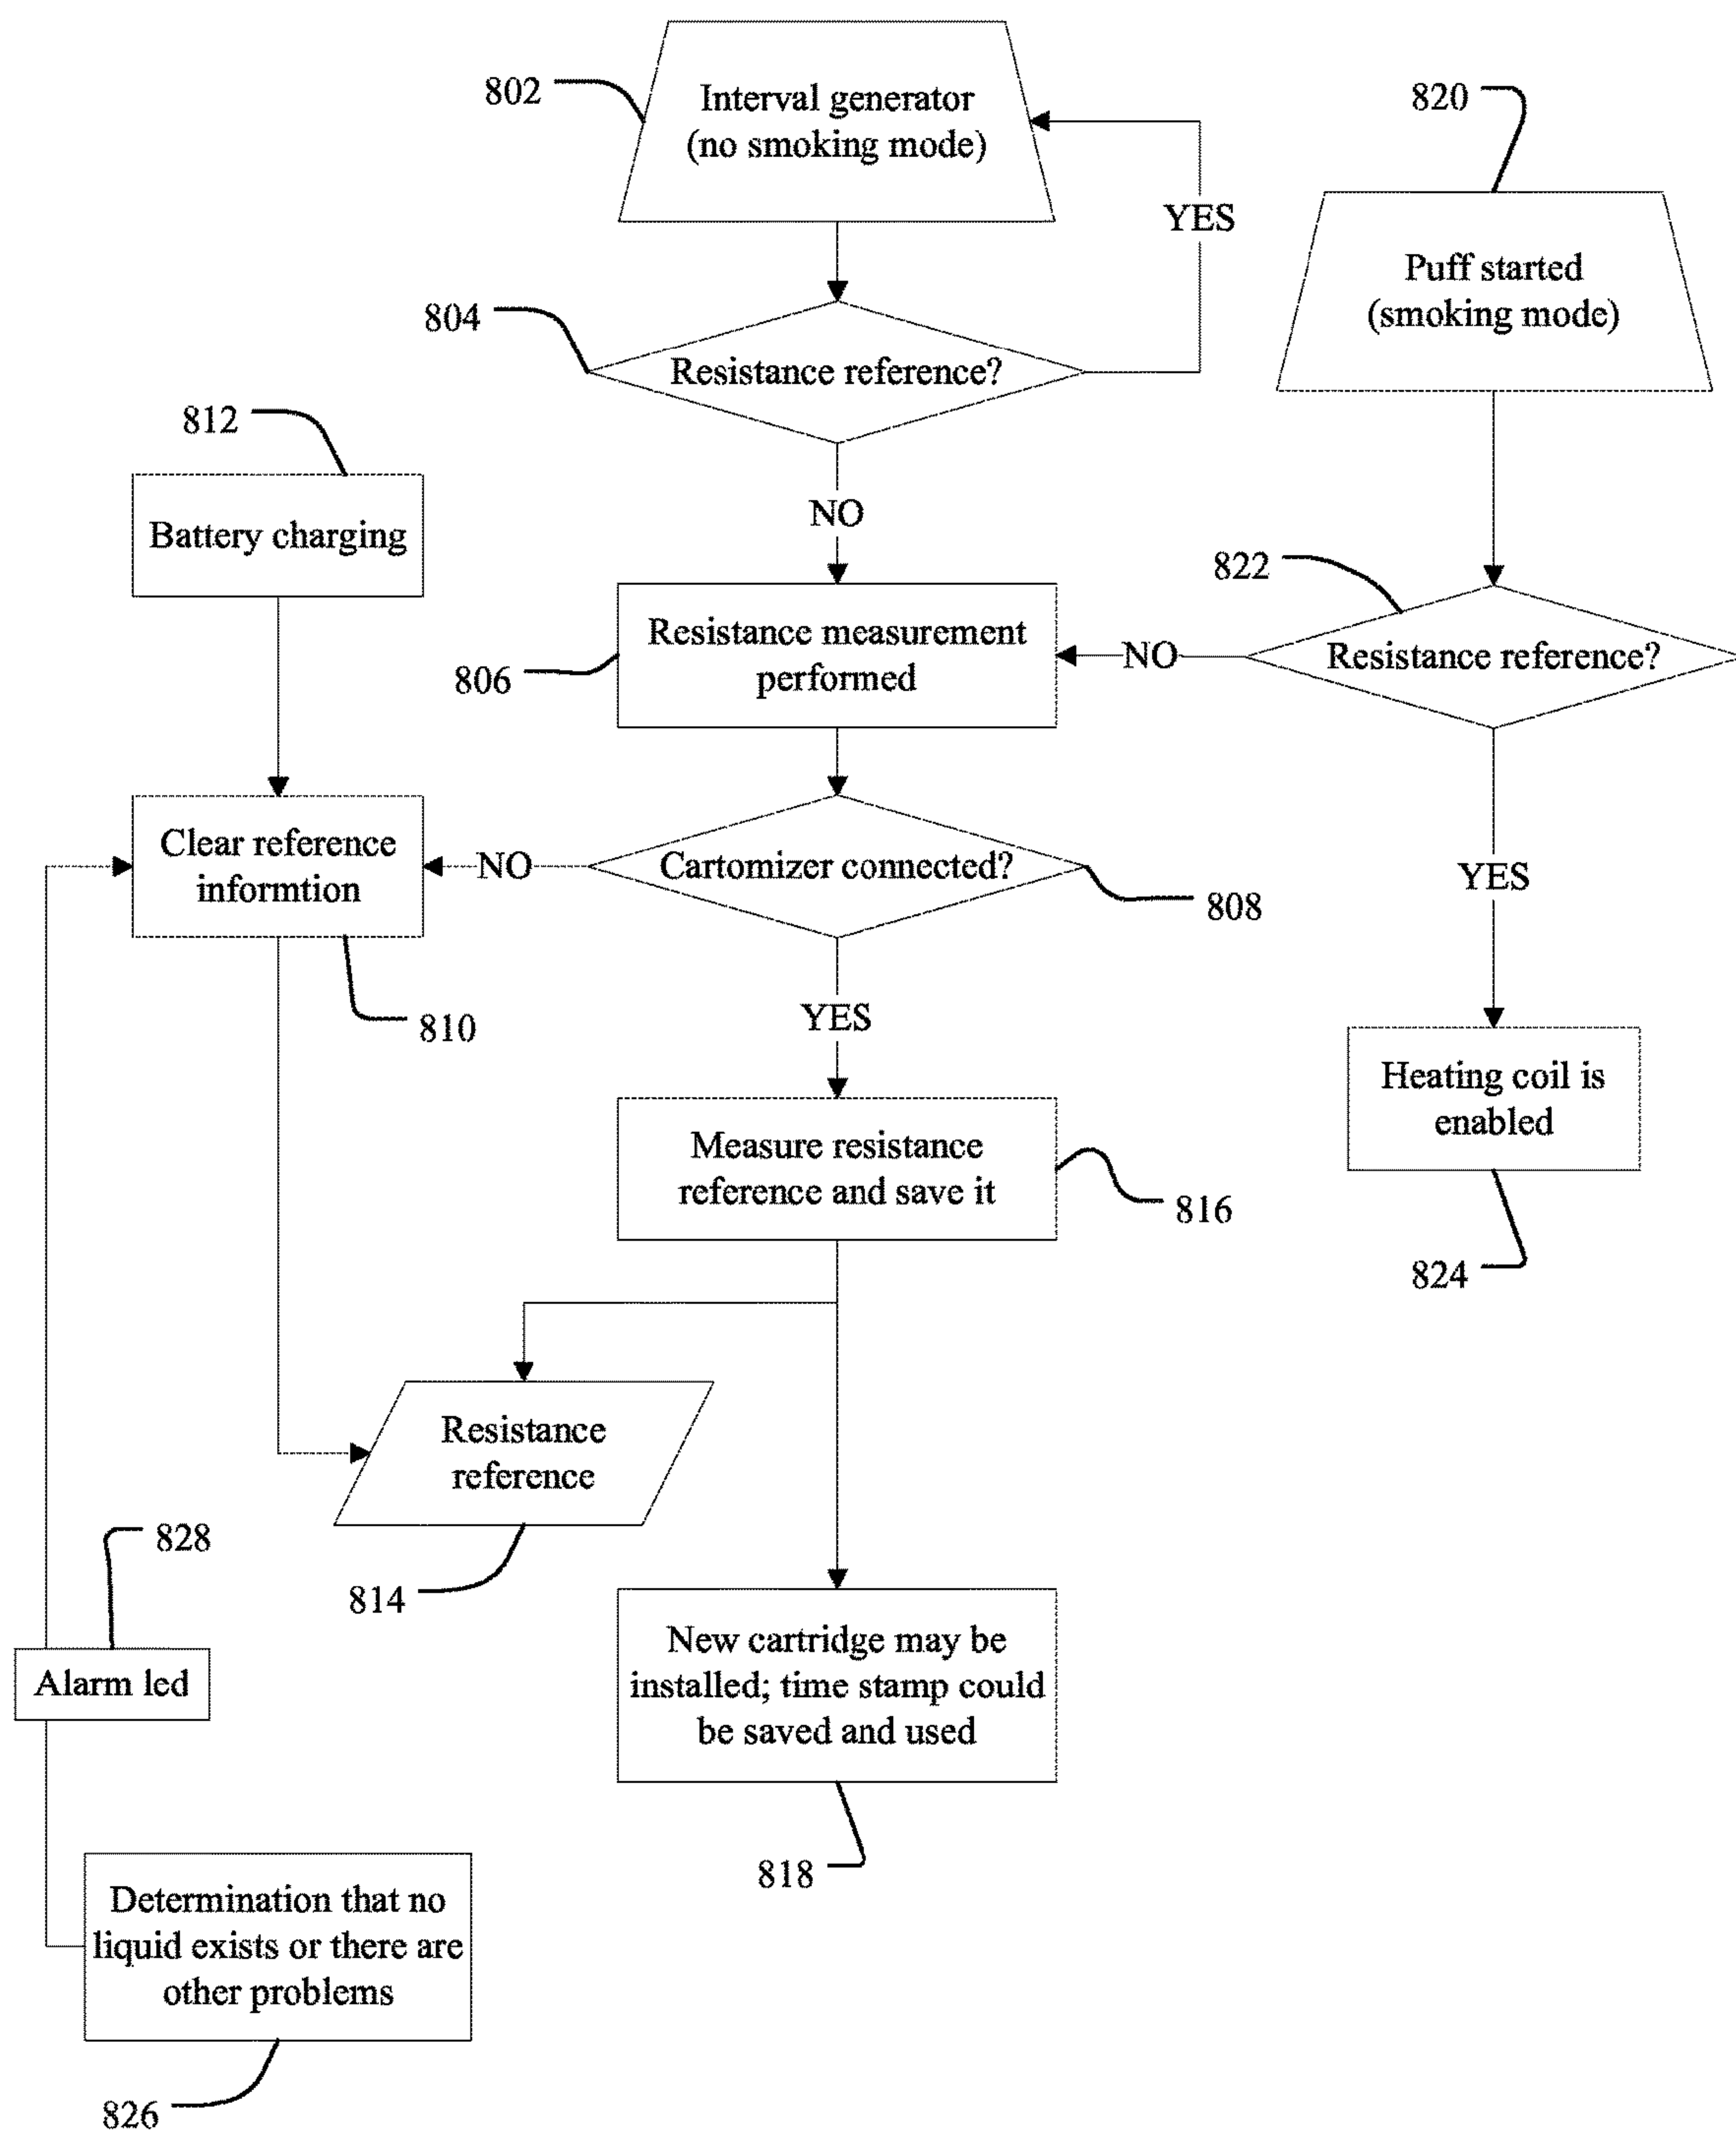 802
Interval generator
(no smoking mode)
820
YES
Puff started
(smoking mode)
804
Resistance reference?
812
Battery charging
NO
822
Resistance measurement
performed
806
NO
Resistance reference?
Clear reference
informtion
NO
Cartomizer connected?
808
YES
810
YES
Heating coil is
enabled
Measure resistance
reference and save it
816
824
Resistance
reference
828
814
New cartridge may be
installed; time stamp could
be saved and used
Alarm led
818
Determination that no
liquid exists or there are
other problems
826